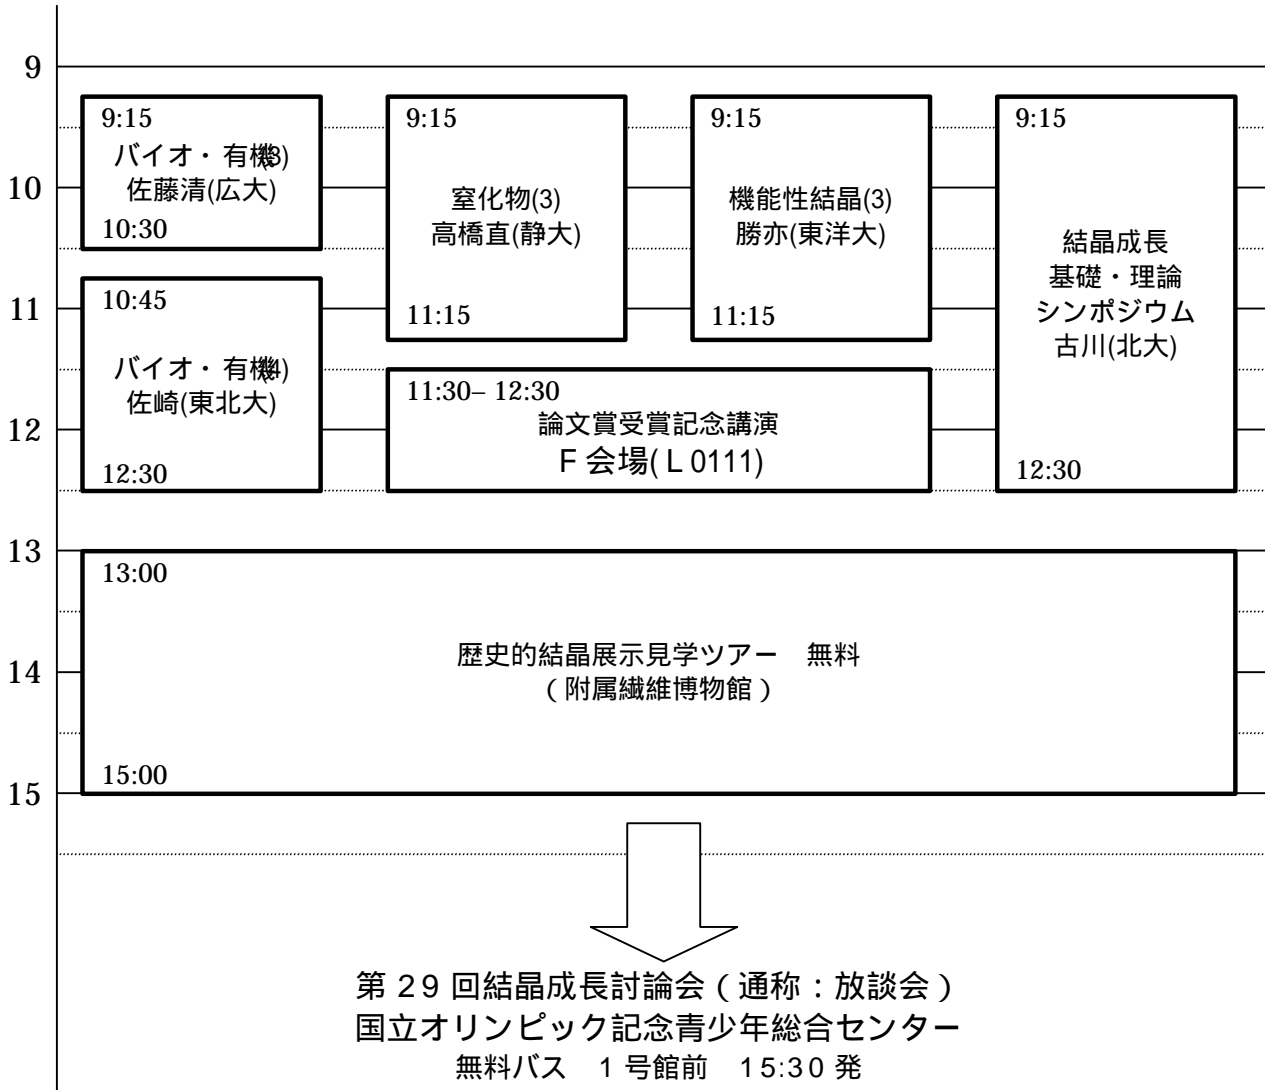 9
10
11
12
13
14
15
9:15
バイオ・有機(3)
佐藤清(広大)
10:30
10:45
バイオ・有機(4)
佐崎(東北大)
12:30
9:15
窒化物(3)
高橋直(静大)
11:15
9:15
機能性結晶(3)
勝亦(東洋大)
11:15
11:30– 12:30
論文賞受賞記念講演
F 会場(L 0111)
9:15
結晶成長
基礎・理論
シンポジウム
古川(北大)
12:30
13:00
歴史的結晶展示見学ツアー　無料
（附属繊維博物館）
15:00
第 29 回結晶成長討論会（通称：放談会）
国立オリンピック記念青少年総合センター
無料バス　1 号館前　15:30 発